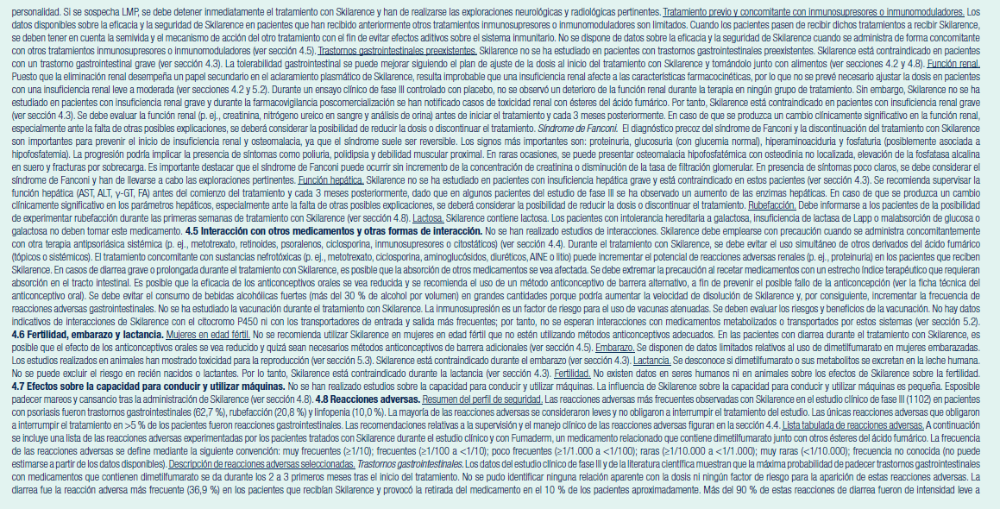 personalidad. Si se sospecha LMP, se debe detener inmediatamente el tratamiento con Skilarence y han de realizarse las exploraciones neurológicas y radiológicas pertinentes. Tratamiento previo y concomitante con inmunosupresores o inmunomoduladores. Los
datos disponibles sobre la eficacia y la seguridad de Skilarence en pacientes que han recibido anteriormente otros tratamientos inmunosupresores o inmunomoduladores son limitados. Cuando los pacientes pasen de recibir dichos tratamientos a recibir Skilarence,
se deben tener en cuenta la semivida y el mecanismo de acción del otro tratamiento con el fin de evitar efectos aditivos sobre el sistema inmunitario. No se dispone de datos sobre la eficacia y la seguridad de Skilarence cuando se administra de forma concomitante
con otros tratamientos inmunosupresores o inmunomoduladores (ver sección 4.5). Trastornos gastrointestinales preexistentes. Skilarence no se ha estudiado en pacientes con trastornos gastrointestinales preexistentes. Skilarence está contraindicado en pacientes
con un trastorno gastrointestinal grave (ver sección 4.3). La tolerabilidad gastrointestinal se puede mejorar siguiendo el plan de ajuste de la dosis al inicio del tratamiento con Skilarence y tomándolo junto con alimentos (ver secciones 4.2 y 4.8). Función renal.
Puesto que la eliminación renal desempeña un papel secundario en el aclaramiento plasmático de Skilarence, resulta improbable que una insuficiencia renal afecte a las características farmacocinéticas, por lo que no se prevé necesario ajustar la dosis en pacientes
con una insuficiencia renal leve a moderada (ver secciones 4.2 y 5.2). Durante un ensayo clínico de fase III controlado con placebo, no se observó un deterioro de la función renal durante la terapia en ningún grupo de tratamiento. Sin embargo, Skilarence no se ha
estudiado en pacientes con insuficiencia renal grave y durante la farmacovigilancia poscomercialización se han notificado casos de toxicidad renal con ésteres del ácido fumárico. Por tanto, Skilarence está contraindicado en pacientes con insuficiencia renal grave
(ver sección 4.3). Se debe evaluar la función renal (p. ej., creatinina, nitrógeno ureico en sangre y análisis de orina) antes de iniciar el tratamiento y cada 3 meses posteriormente. En caso de que se produzca un cambio clínicamente significativo en la función renal,
especialmente ante la falta de otras posibles explicaciones, se deberá considerar la posibilidad de reducir la dosis o discontinuar el tratamiento. Síndrome de Fanconi. El diagnóstico precoz del síndrome de Fanconi y la discontinuación del tratamiento con Skilarence
son importantes para prevenir el inicio de insuficiencia renal y osteomalacia, ya que el síndrome suele ser reversible. Los signos más importantes son: proteinuria, glucosuria (con glucemia normal), hiperaminoaciduria y fosfaturia (posiblemente asociada a
hipofosfatemia). La progresión podría implicar la presencia de síntomas como poliuria, polidipsia y debilidad muscular proximal. En raras ocasiones, se puede presentar osteomalacia hipofosfatémica con osteodinia no localizada, elevación de la fosfatasa alcalina
en suero y fracturas por sobrecarga. Es importante destacar que el síndrome de Fanconi puede ocurrir sin incremento de la concentración de creatinina o disminución de la tasa de filtración glomerular. En presencia de síntomas poco claros, se debe considerar el
síndrome de Fanconi y han de llevarse a cabo las exploraciones pertinentes. Función hepática. Skilarence no se ha estudiado en pacientes con insuficiencia hepática grave y está contraindicado en estos pacientes (ver sección 4.3). Se recomienda supervisar la
función hepática (AST, ALT, γ-GT, FA) antes del comienzo del tratamiento y cada 3 meses posteriormente, dado que en algunos pacientes del estudio de fase III se ha observado un aumento de las enzimas hepáticas. En caso de que se produzca un cambio
clínicamente significativo en los parámetros hepáticos, especialmente ante la falta de otras posibles explicaciones, se deberá considerar la posibilidad de reducir la dosis o discontinuar el tratamiento. Rubefacción. Debe informarse a los pacientes de la posibilidad
de experimentar rubefacción durante las primeras semanas de tratamiento con Skilarence (ver sección 4.8). Lactosa. Skilarence contiene lactosa. Los pacientes con intolerancia hereditaria a galactosa, insuficiencia de lactasa de Lapp o malabsorción de glucosa o
galactosa no deben tomar este medicamento. 4.5 Interacción con otros medicamentos y otras formas de interacción. No se han realizado estudios de interacciones. Skilarence debe emplearse con precaución cuando se administra concomitantemente
con otra terapia antipsoriásica sistémica (p. ej., metotrexato, retinoides, psoralenos, ciclosporina, inmunosupresores o citostáticos) (ver sección 4.4). Durante el tratamiento con Skilarence, se debe evitar el uso simultáneo de otros derivados del ácido fumárico
(tópicos o sistémicos). El tratamiento concomitante con sustancias nefrotóxicas (p. ej., metotrexato, ciclosporina, aminoglucósidos, diuréticos, AINE o litio) puede incrementar el potencial de reacciones adversas renales (p. ej., proteinuria) en los pacientes que reciben
Skilarence. En casos de diarrea grave o prolongada durante el tratamiento con Skilarence, es posible que la absorción de otros medicamentos se vea afectada. Se debe extremar la precaución al recetar medicamentos con un estrecho índice terapéutico que requieran
absorción en el tracto intestinal. Es posible que la eficacia de los anticonceptivos orales se vea reducida y se recomienda el uso de un método anticonceptivo de barrera alternativo, a fin de prevenir el posible fallo de la anticoncepción (ver la ficha técnica del
anticonceptivo oral). Se debe evitar el consumo de bebidas alcohólicas fuertes (más del 30 % de alcohol por volumen) en grandes cantidades porque podría aumentar la velocidad de disolución de Skilarence y, por consiguiente, incrementar la frecuencia de
reacciones adversas gastrointestinales. No se ha estudiado la vacunación durante el tratamiento con Skilarence. La inmunosupresión es un factor de riesgo para el uso de vacunas atenuadas. Se deben evaluar los riesgos y beneficios de la vacunación. No hay datos
indicativos de interacciones de Skilarence con el citocromo P450 ni con los transportadores de entrada y salida más frecuentes; por tanto, no se esperan interacciones con medicamentos metabolizados o transportados por estos sistemas (ver sección 5.2).
4.6 Fertilidad, embarazo y lactancia. Mujeres en edad fértil. No se recomienda utilizar Skilarence en mujeres en edad fértil que no estén utilizando métodos anticonceptivos adecuados. En las pacientes con diarrea durante el tratamiento con Skilarence, es
posible que el efecto de los anticonceptivos orales se vea reducido y quizá sean necesarios métodos anticonceptivos de barrera adicionales (ver sección 4.5). Embarazo. Se disponen de datos limitados relativos al uso de dimetilfumarato en mujeres embarazadas.
Los estudios realizados en animales han mostrado toxicidad para la reproducción (ver sección 5.3). Skilarence está contraindicado durante el embarazo (ver sección 4.3). Lactancia. Se desconoce si dimetilfumarato o sus metabolitos se excretan en la leche humana.
No se puede excluir el riesgo en recién nacidos o lactantes. Por lo tanto, Skilarence está contraindicado durante la lactancia (ver sección 4.3). Fertilidad. No existen datos en seres humanos ni en animales sobre los efectos de Skilarence sobre la fertilidad.
4.7 Efectos sobre la capacidad para conducir y utilizar máquinas. No se han realizado estudios sobre la capacidad para conducir y utilizar máquinas. La influencia de Skilarence sobre la capacidad para conducir y utilizar máquinas es pequeña. Esposible
padecer mareos y cansancio tras la administración de Skilarence (ver sección 4.8). 4.8 Reacciones adversas. Resumen del perfil de seguridad. Las reacciones adversas más frecuentes observadas con Skilarence en el estudio clínico de fase III (1102) en pacientes
con psoriasis fueron trastornos gastrointestinales (62,7 %), rubefacción (20,8 %) y linfopenia (10,0 %). La mayoría de las reacciones adversas se consideraron leves y no obligaron a interrumpir el tratamiento del estudio. Las únicas reacciones adversas que obligaron
a interrumpir el tratamiento en >5 % de los pacientes fueron reacciones gastrointestinales. Las recomendaciones relativas a la supervisión y el manejo clínico de las reacciones adversas figuran en la sección 4.4. Lista tabulada de reacciones adversas. A continuación
se incluye una lista de las reacciones adversas experimentadas por los pacientes tratados con Skilarence durante el estudio clínico y con Fumaderm, un medicamento relacionado que contiene dimetilfumarato junto con otros ésteres del ácido fumárico. La frecuencia
de las reacciones adversas se define mediante la siguiente convención: muy frecuentes (≥1/10); frecuentes (≥1/100 a <1/10); poco frecuentes (≥1/1.000 a <1/100); raras (≥1/10.000 a <1/1.000); muy raras (<1/10.000); frecuencia no conocida (no puede
estimarse a partir de los datos disponibles). Descripción de reacciones adversas seleccionadas. Trastornos gastrointestinales. Los datos del estudio clínico de fase III y de la literatura científica muestran que la máxima probabilidad de padecer trastornos gastrointestinales
con medicamentos que contienen dimetilfumarato se da durante los 2 a 3 primeros meses tras el inicio del tratamiento. No se pudo identificar ninguna relación aparente con la dosis ni ningún factor de riesgo para la aparición de estas reacciones adversas. La
diarrea fue la reacción adversa más frecuente (36,9 %) en los pacientes que recibían Skilarence y provocó la retirada del medicamento en el 10 % de los pacientes aproximadamente. Más del 90 % de estas reacciones de diarrea fueron de intensidad leve a